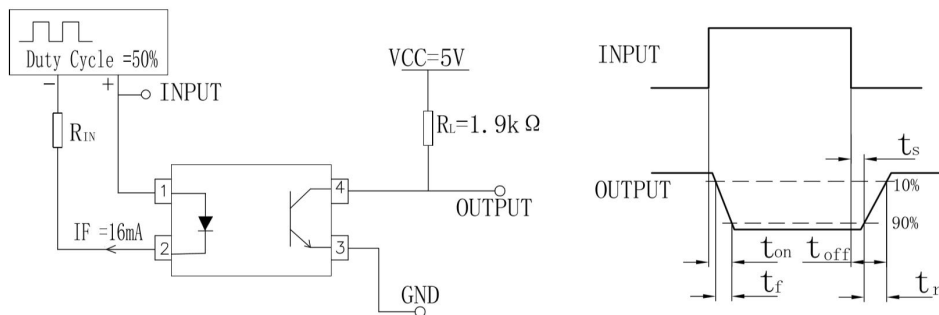 Duty Cycle =50%
− +
INPUT
RIN
VCC=5V
RL=1.9k Ω
1
2
4
3
IF =16mA
OUTPUT
GND
INPUT
OUTPUT
ts
10%
90%
ton
toff
tf
tr